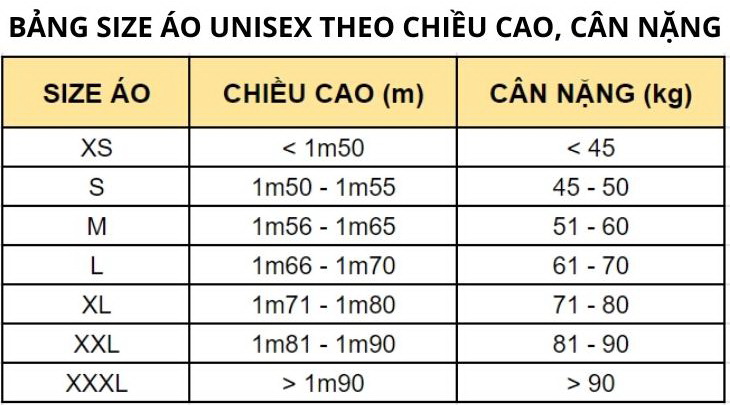 BẢNG SIZE ÁO UNISEX THEO CHIỀU CAO, CÂN NẶNG
SIZE ÁO CHIỀU CAO (m) CÂN NẶNG (kg)
XS < 1m50 < 45
S 1m50 - 1m55 45 - 50
M 1m56 - 1m65 51 - 60
L 1m66 - 1m70 61 - 70
XL 1m71 - 1m80 71 - 80
XXL 1m81 - 1m90 81 - 90
XXXL > 1m90 > 90